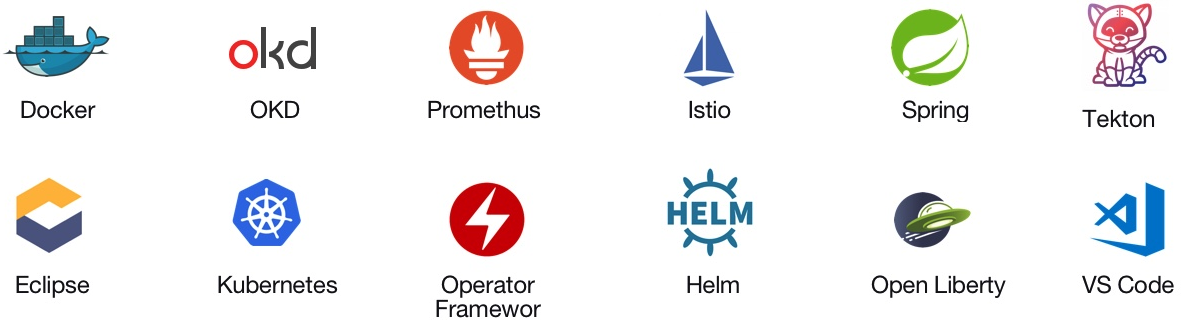 okd
Docker
OKD
Promethus
Istio
Spring
Tekton
HELM
Eclipse
Kubernetes
Operator
Framewor
Helm
Open Liberty
VS Code